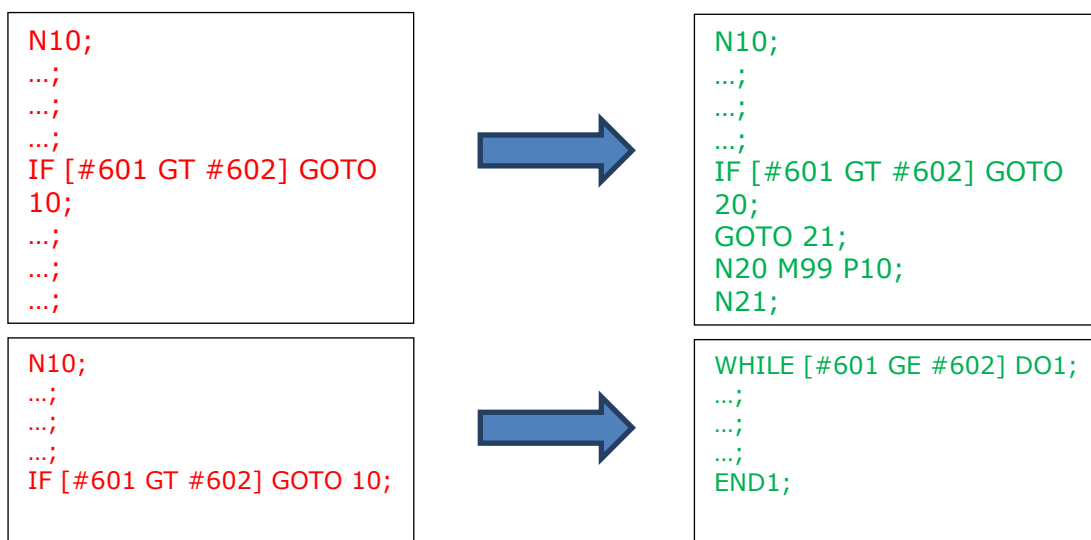 N10;
…;
…;
…;
IF [#601 GT #602] GOTO
10;
…;
…;
…;
N10;
…;
…;
…;
IF [#601 GT #602] GOTO
20;
GOTO 21;
N20 M99 P10;
N21;
N10;
…;
…;
…;
IF [#601 GT #602] GOTO 10;
WHILE [#601 GE #602] DO1;
…;
…;
…;
END1;